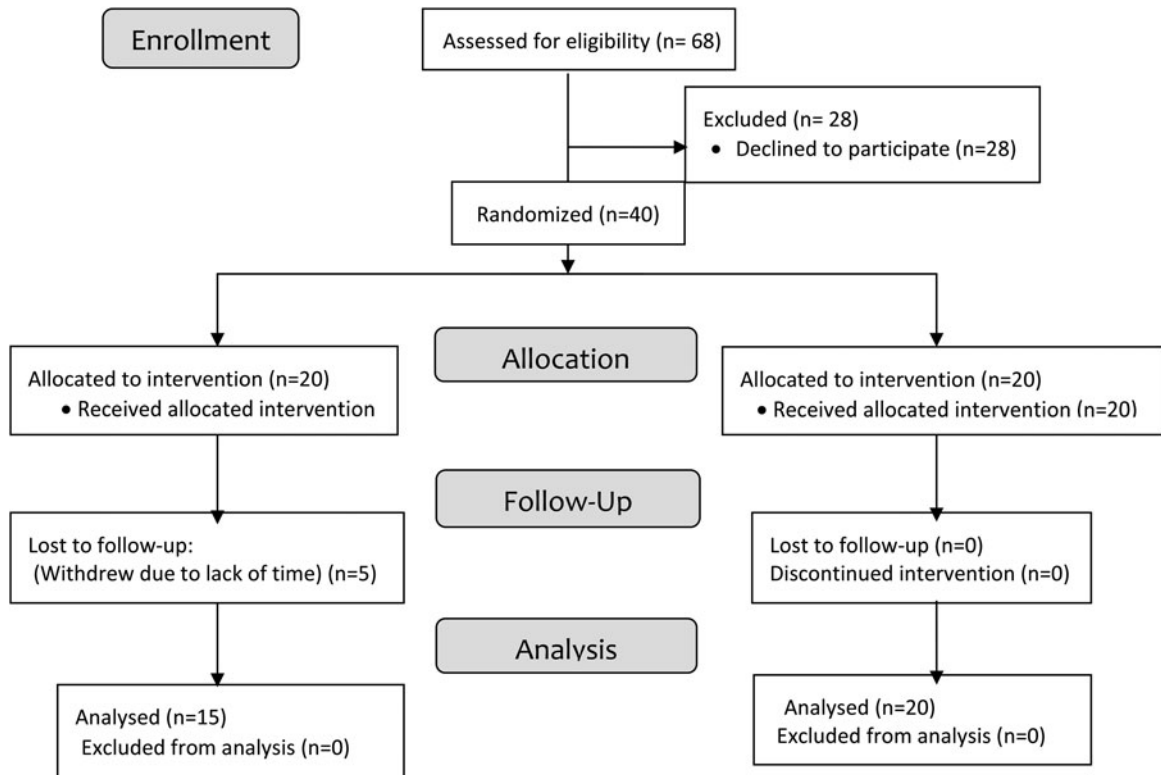 Enrollment
Assessed for eligibility (n= 68)
Excluded (n= 28)
• Declined to participate (n=28)
Randomized (n=40)
Allocation
Allocated to intervention (n=20)
• Received allocated intervention
Allocated to intervention (n=20)
• Received allocated intervention (n=20)
Follow-Up
Lost to follow-up:
(Withdrew due to lack of time) (n=5)
Lost to follow-up (n=0)
Discontinued intervention (n=0)
Analysis
Analysed (n=15)
Excluded from analysis (n=0)
Analysed (n=20)
Excluded from analysis (n=0)